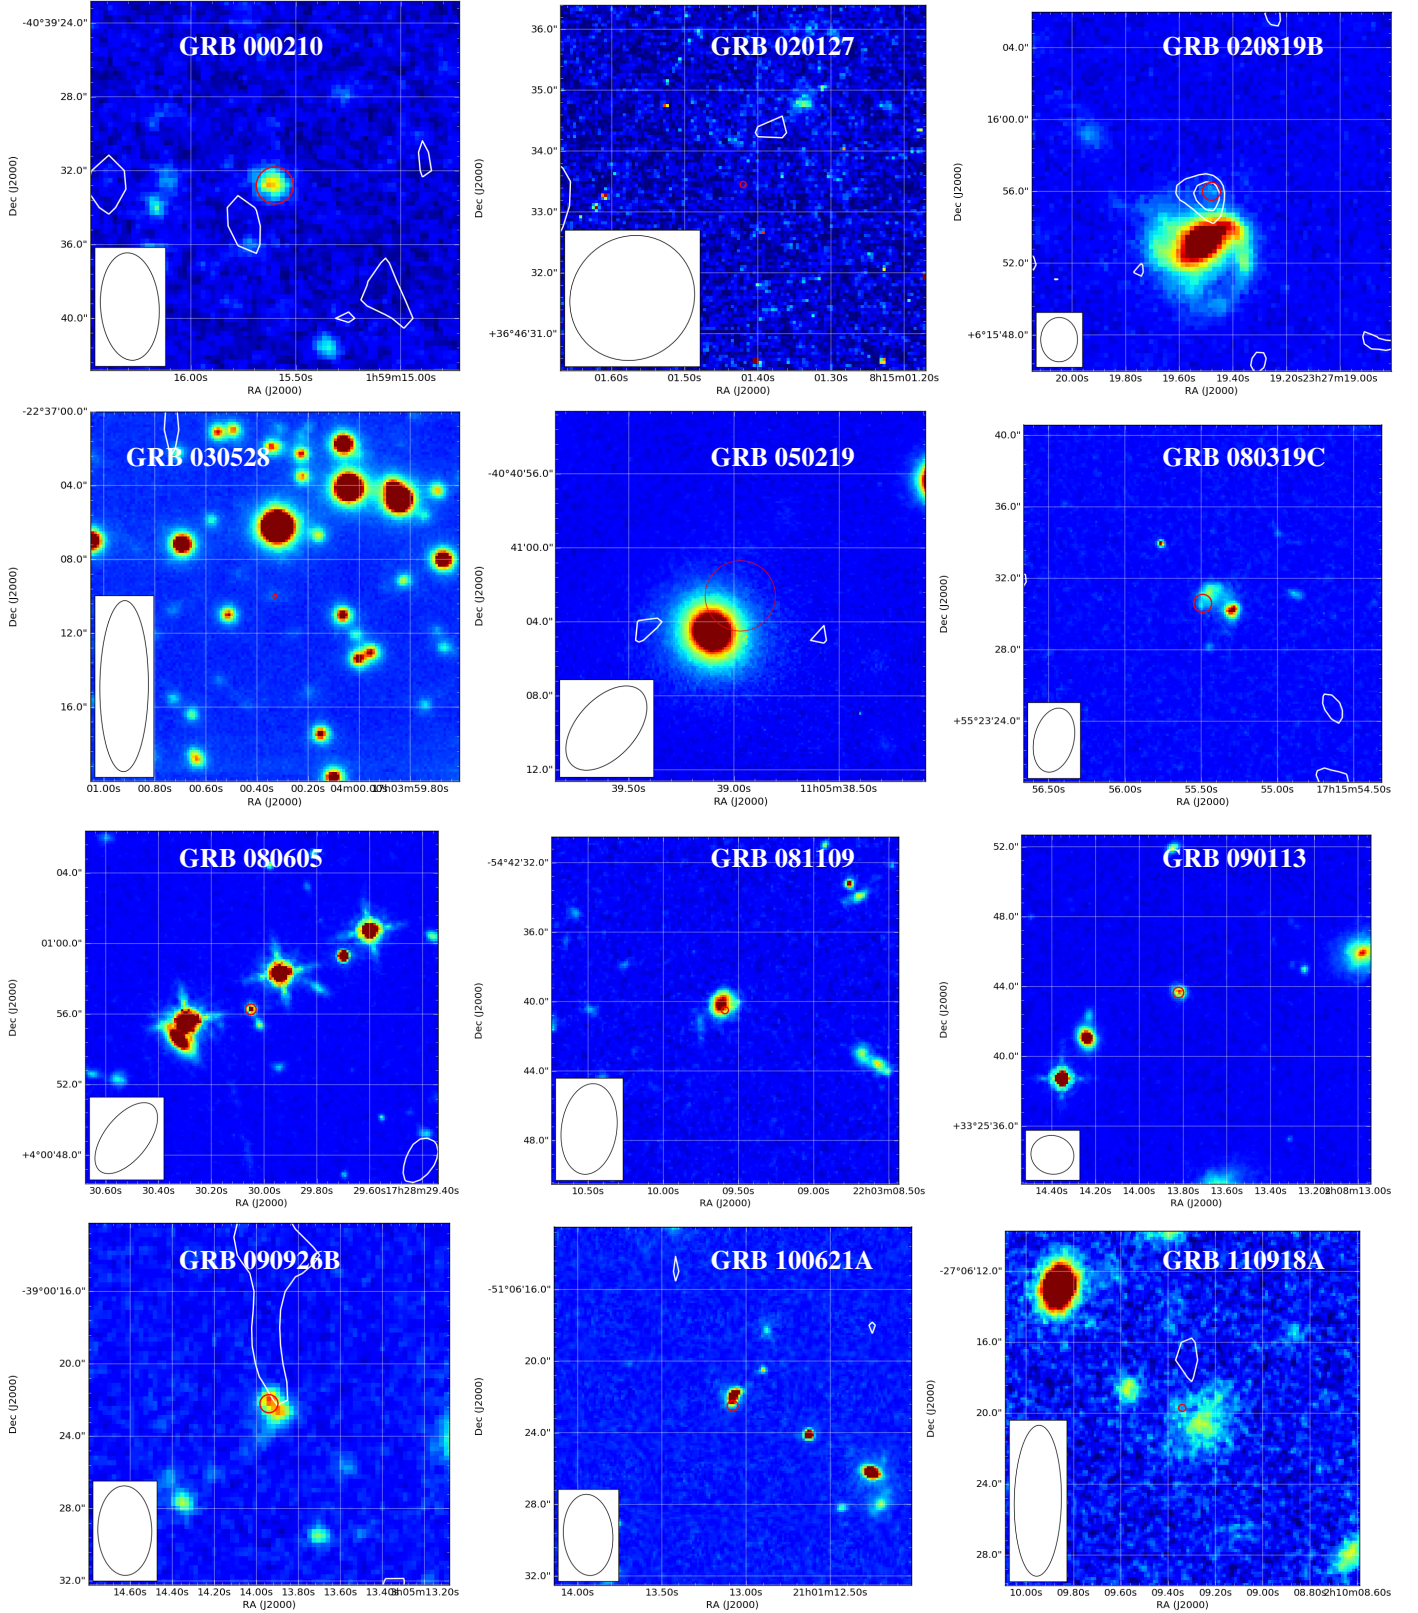 GRB 000210
-40°39'24.0"
28.0"
32.0"
36.0"
40.0"
Dec (J2000)
16.00s
15.50s
1h59m15.00s
RA (J2000)
GRB 020127
36.0"
35.0"
34.0"
33.0"
32.0"
+36°46'31.0"
Dec (J2000)
01.60s
01.50s
01.40s
01.30s
8h15m01.20s
RA (J2000)
GRB 020819B
04.0"
16'00.0"
56.0"
52.0"
+6°15'48.0"
Dec (J2000)
20.00s
19.80s
19.60s
19.40s
19.20s
23h27m19.00s
RA (J2000)
GRB 030528
-22°37'00.0"
04.0"
08.0"
12.0"
16.0"
Dec (J2000)
01.00s
00.80s
00.60s
00.40s
00.20s
04m00.00s
17h03m59.80s
RA (J2000)
GRB 050219
-40°40'56.0"
41'00.0"
04.0"
08.0"
12.0"
Dec (J2000)
39.50s
39.00s
11h05m38.50s
RA (J2000)
GRB 080319C
40.0"
36.0"
32.0"
28.0"
+55°23'24.0"
Dec (J2000)
56.50s
56.00s
55.50s
55.00s
17h15m54.50s
RA (J2000)
GRB 080605
04.0"
01'00.0"
56.0"
52.0"
+4°00'48.0"
Dec (J2000)
30.60s
30.40s
30.20s
30.00s
29.80s
29.60s
17h28m29.40s
RA (J2000)
GRB 081109
-54°42'32.0"
36.0"
40.0"
44.0"
48.0"
Dec (J2000)
10.50s
10.00s
09.50s
09.00s
22h03m08.50s
RA (J2000)
GRB 090113
52.0"
48.0"
44.0"
40.0"
+33°25'36.0"
Dec (J2000)
14.40s
14.20s
14.00s
13.80s
13.60s
13.40s
13.20s
2h08m13.00s
RA (J2000)
GRB 090926B
-39°00'16.0"
20.0"
24.0"
28.0"
32.0"
Dec (J2000)
14.60s
14.40s
14.20s
14.00s
13.80s
13.60s
13.40s
3h05m13.20s
RA (J2000)
GRB 100621A
-51°06'16.0"
20.0"
24.0"
28.0"
32.0"
Dec (J2000)
14.00s
13.50s
13.00s
21h01m12.50s
RA (J2000)
GRB 110918A
-27°06'12.0"
16.0"
20.0"
24.0"
28.0"
Dec (J2000)
10.00s
09.80s
09.60s
09.40s
09.20s
09.00s
08.80s
2h10m08.60s
RA (J2000)